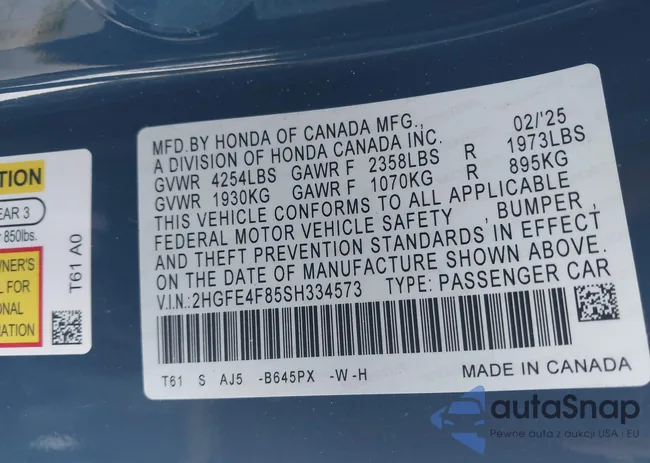 TION
EAR 3
850lbs.
WNER'S
L FOR
ONAL
MATION
T61 A0
MFD.BY HONDA OF CANADA MFG., 02/'25
A DIVISION OF HONDA CANADA INC.
GVWR 4254LBS GAWR F 2358LBS R 1973LBS
GVWR 1930KG GAWR F 1070KG R 895KG
THIS VEHICLE CONFORMS TO ALL APPLICABLE
FEDERAL MOTOR VEHICLE SAFETY , BUMPER ,
AND THEFT PREVENTION STANDARDS IN EFFECT
ON THE DATE OF MANUFACTURE SHOWN ABOVE.
V.I.N.:2HGFE4F85SH334573 TYPE: PASSENGER CAR
T61 S AJ5 -B645PX -W-H MADE IN CANADA
autaSnap
Pewne auta z aukcji USA i EU